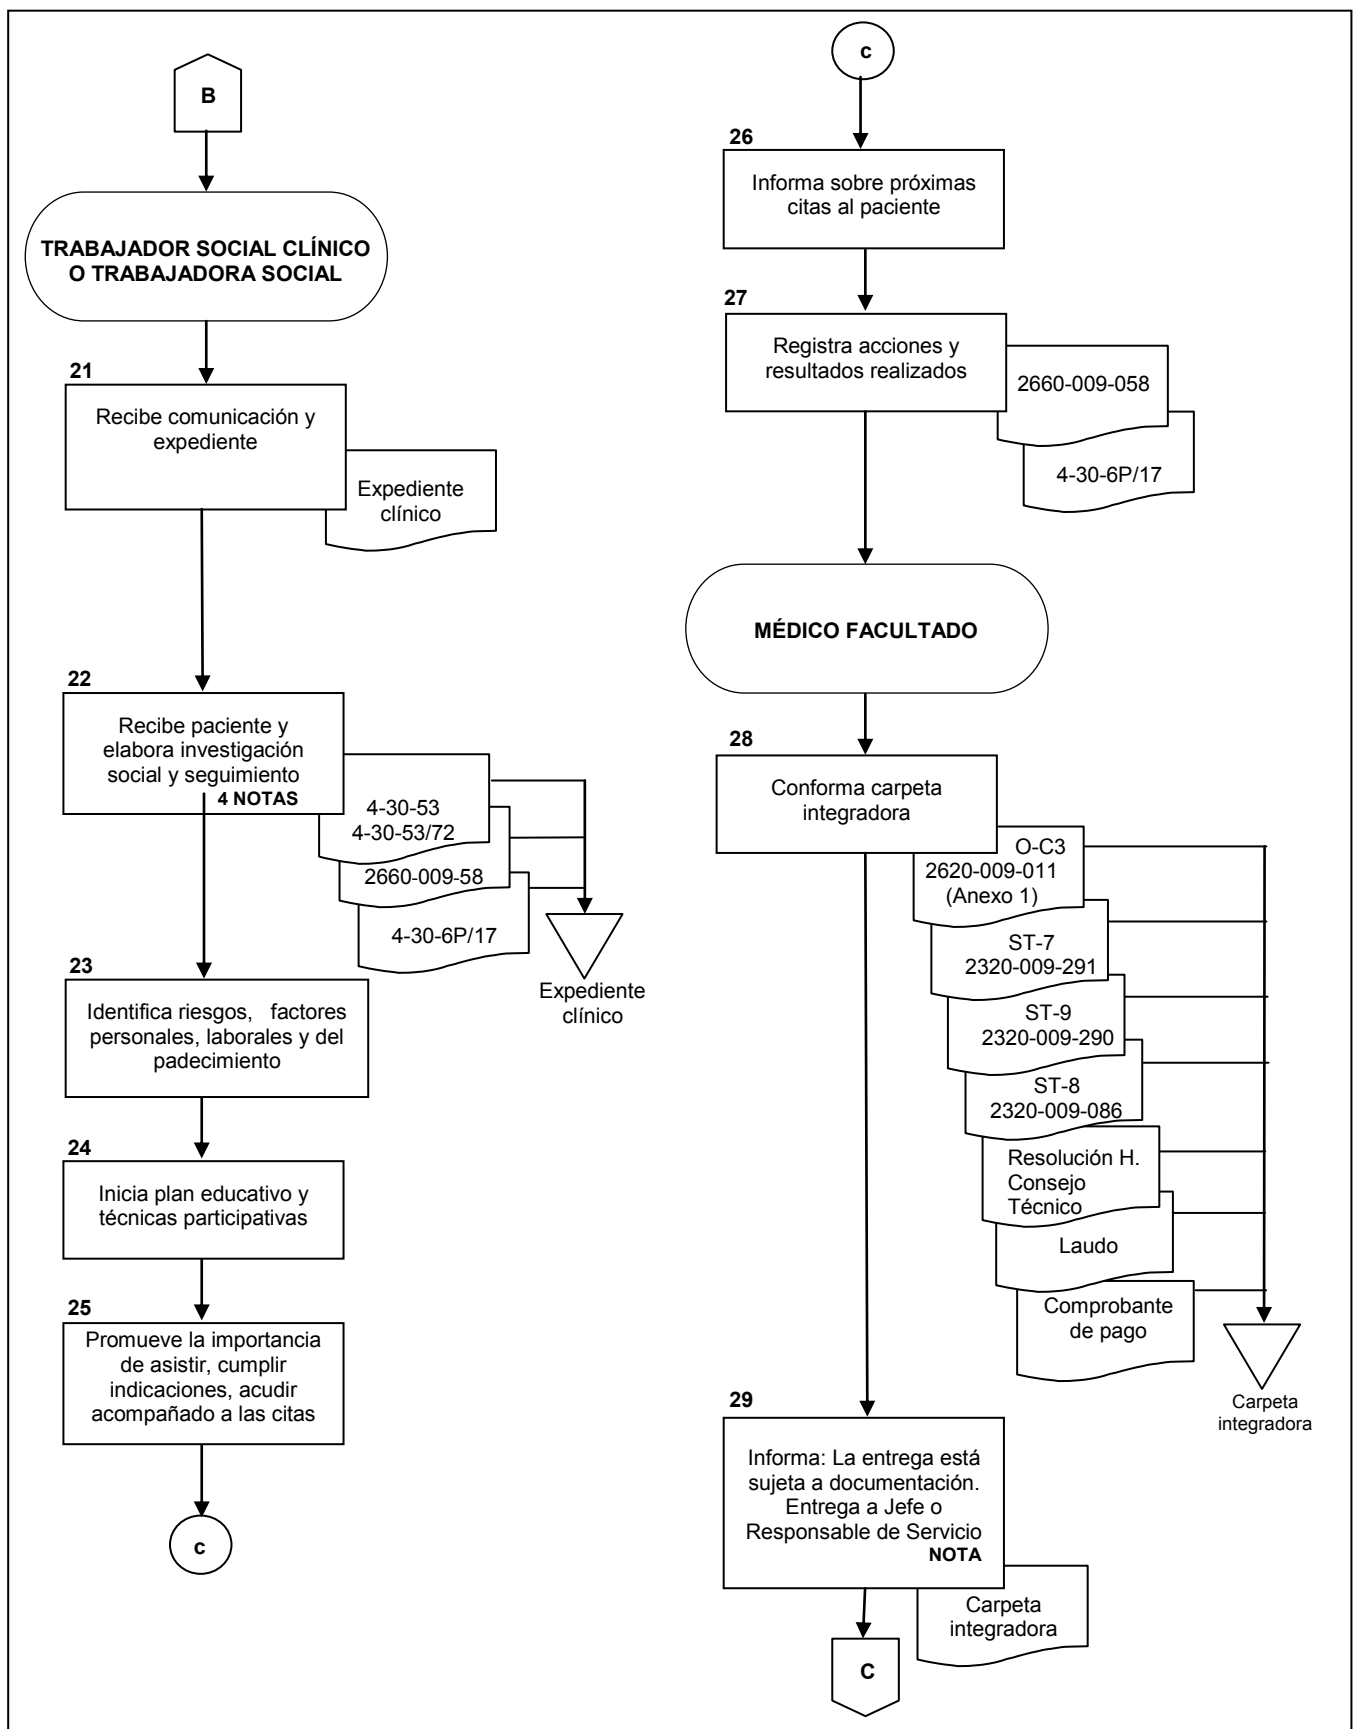 B
TRABAJADOR SOCIAL CLÍNICO
O TRABAJADORA SOCIAL
21
Recibe comunicación y
expediente
Expediente
clínico
22
Recibe paciente y
elabora investigación
social y seguimiento
4 NOTAS
4-30-53
4-30-53/72
2660-009-58
4-30-6P/17
Expediente
clínico
23
Identifica riesgos, factores
personales, laborales y del
padecimiento
24
Inicia plan educativo y
técnicas participativas
25
Promueve la importancia
de asistir, cumplir
indicaciones, acudir
acompañado a las citas
c
c
26
Informa sobre próximas
citas al paciente
27
Registra acciones y
resultados realizados
2660-009-058
4-30-6P/17
MÉDICO FACULTADO
28
Conforma carpeta
integradora
O-C3
2620-009-011
(Anexo 1)
ST-7
2320-009-291
ST-9
2320-009-290
ST-8
2320-009-086
Resolución H.
Consejo
Técnico
Laudo
Comprobante
de pago
Carpeta
integradora
29
Informa: La entrega está
sujeta a documentación.
Entrega a Jefe o
Responsable de Servicio
NOTA
Carpeta
integradora
C